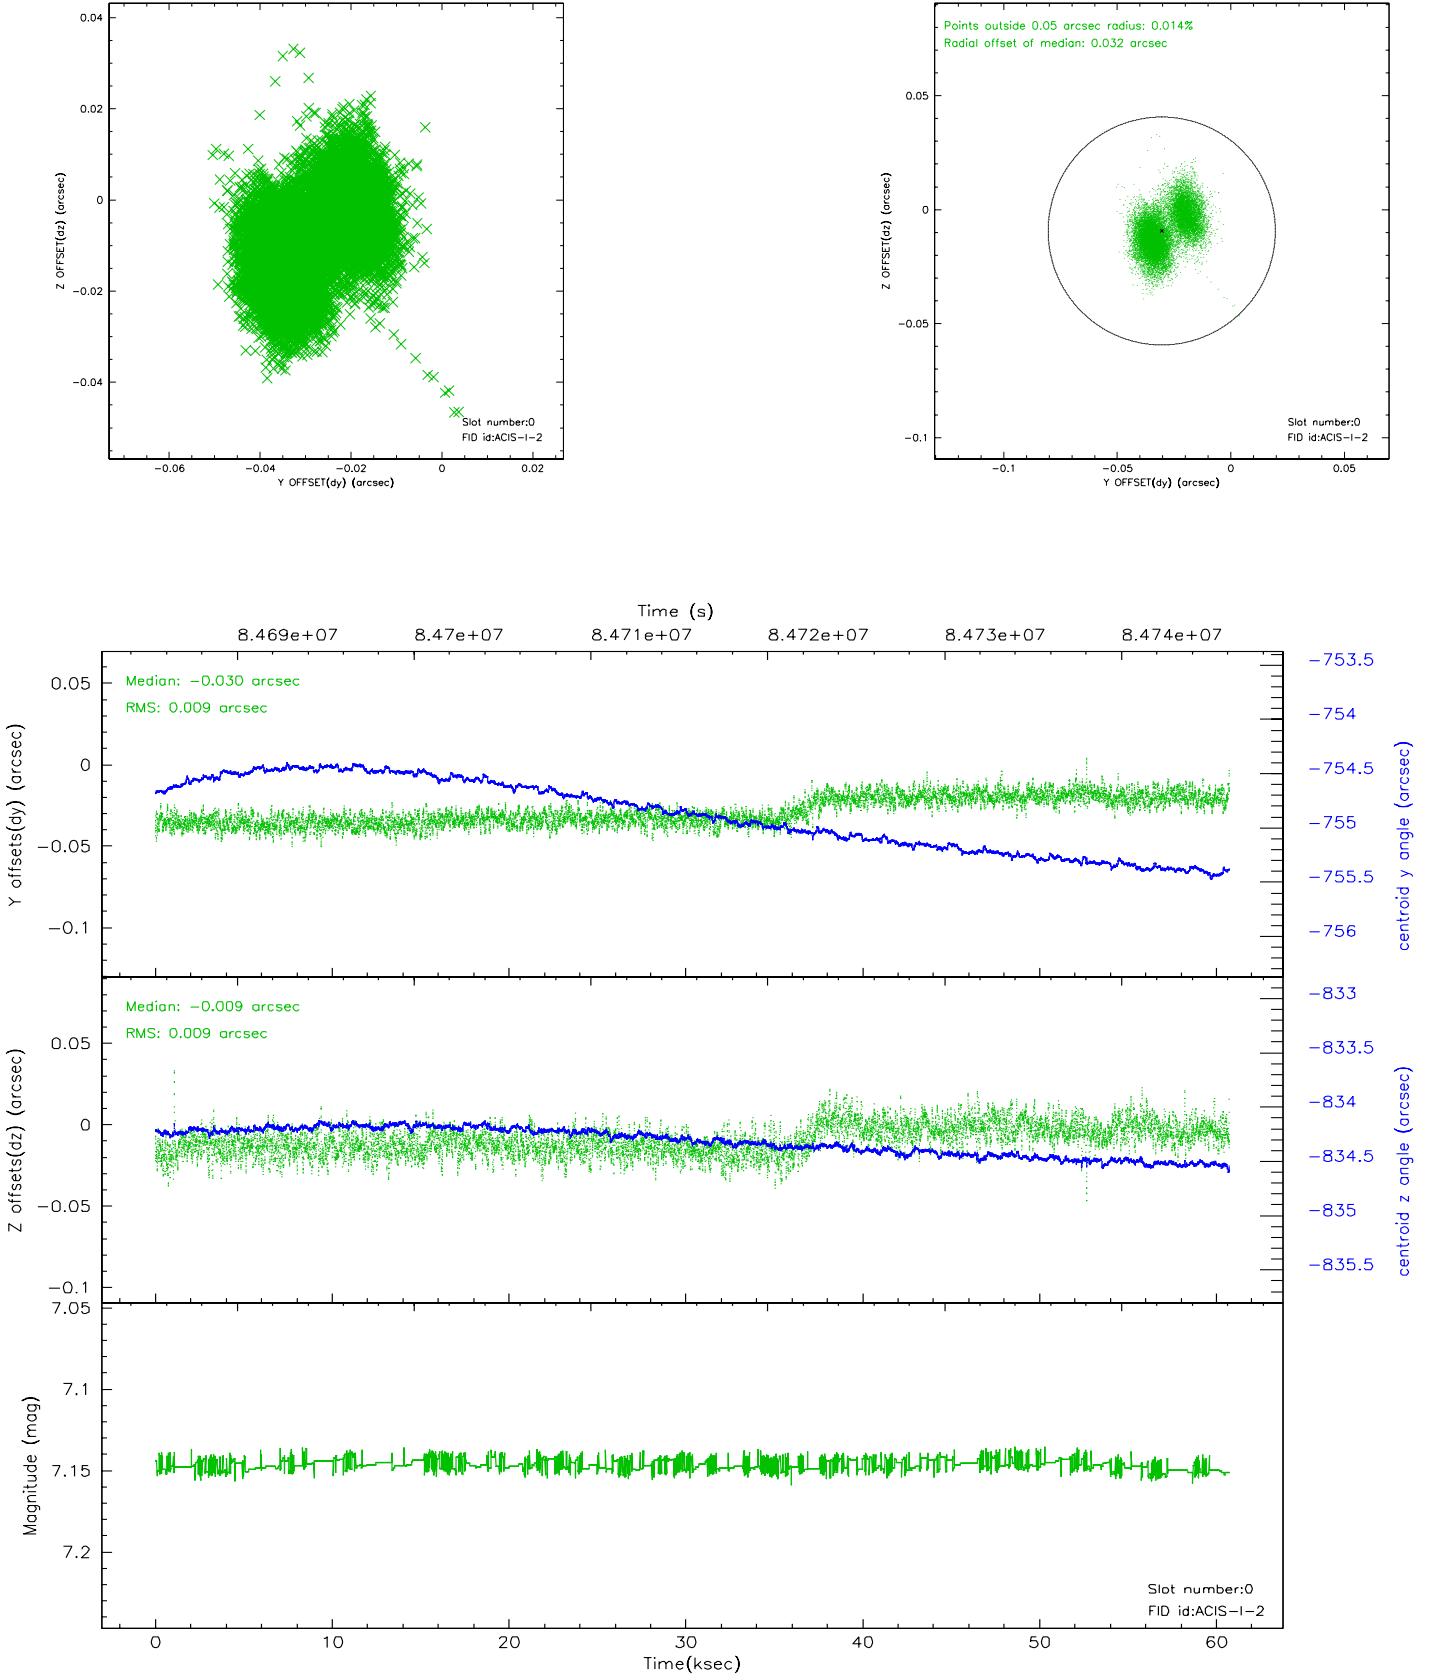 0.04
0.02
0
-0.02
-0.04
Z OFFSET(dz) (arcsec)
Slot number:0
FID id:ACIS-I-2
-0.06 -0.04 -0.02 0 0.02
Y OFFSET(dy) (arcsec)
Points outside 0.05 arcsec radius: 0.014%
Radial offset of median: 0.032 arcsec
0.05
0
-0.05
-0.1
Z OFFSET(dz) (arcsec)
Slot number:0
FID id:ACIS-I-2
-0.1 -0.05 0 0.05
Y OFFSET(dy) (arcsec)
Time (s)
8.469e+07 8.47e+07 8.471e+07 8.472e+07 8.473e+07 8.474e+07
Median: -0.030 arcsec
RMS: 0.009 arcsec
0.05
0
-0.05
-0.1
Y offsets(dy) (arcsec)
-753.5
-754
-754.5
-755
-755.5
-756
centroid y angle (arcsec)
Median: -0.009 arcsec
RMS: 0.009 arcsec
0.05
0
-0.05
-0.1
Z offsets(dz) (arcsec)
-833
-833.5
-834
-834.5
-835
-835.5
centroid z angle (arcsec)
7.05
7.1
7.15
7.2
Magnitude (mag)
Slot number:0
FID id:ACIS-I-2
0 10 20 30 40 50 60
Time(ksec)